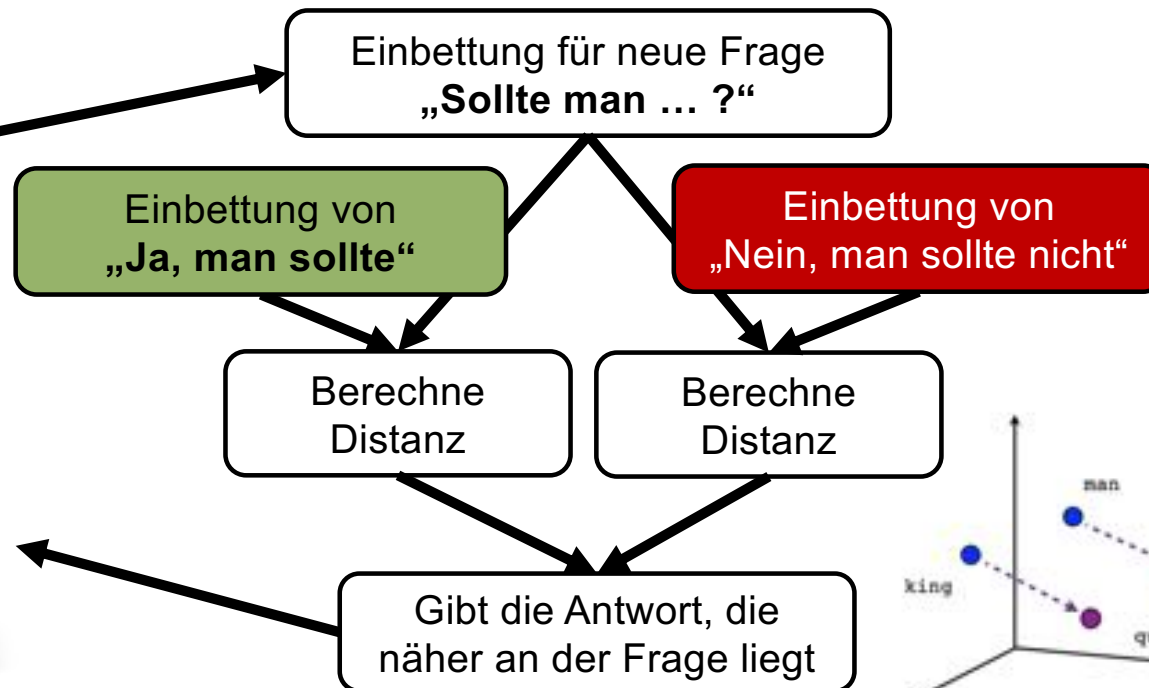 Einbettung für neue Frage
„Sollte man … ?“
Einbettung von
„Ja, man sollte“
Einbettung von
„Nein, man sollte nicht“
Berechne
Distanz
Berechne
Distanz
man
king
Gibt die Antwort, die
näher an der Frage liegt